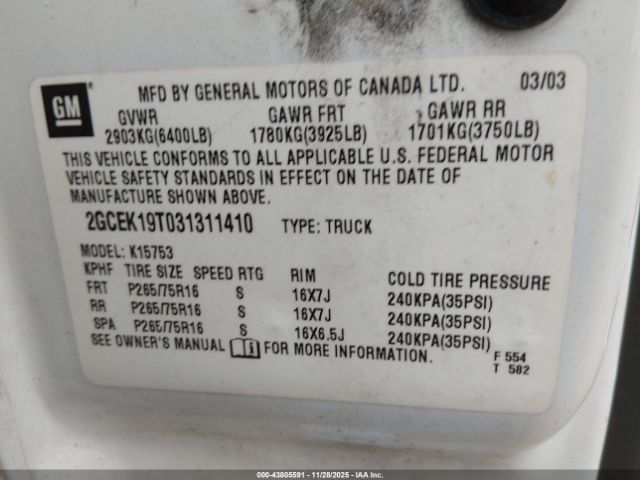 GM
MFD BY GENERAL MOTORS OF CANADA LTD. 03/03
GVWR GAWR FRT GAWR RR
2903KG(6400LB) 1780KG(3925LB) 1701KG(3750LB)
THIS VEHICLE CONFORMS TO ALL APPLICABLE U.S. FEDERAL MOTOR
VEHICLE SAFETY STANDARDS IN EFFECT ON THE DATE OF
MANUFACTURE SHOWN ABOVE.
2GCEK19T031311410 TYPE: TRUCK
MODEL: K15753
KPHF TIRE SIZE SPEED RTG RIM COLD TIRE PRESSURE
FRT P265/75R16 S 16X7J 240KPA(35PSI)
RR P265/75R16 S 16X7J 240KPA(35PSI)
SPA P265/75R16 S 16X6.5J 240KPA(35PSI)
SEE OWNER'S MANUAL FOR MORE INFORMATION.
F 554
T 582
000-43805591 - 11/28/2025 - IAA Inc.